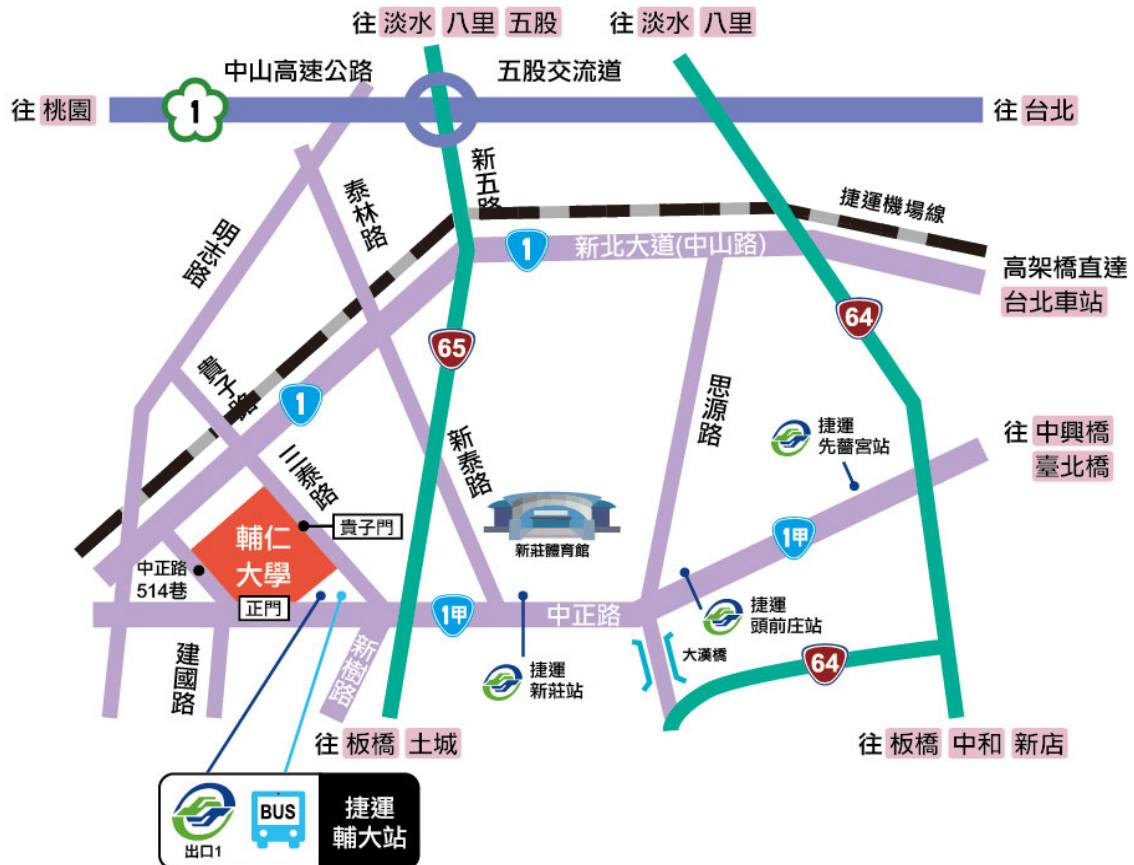 往 淡水 八里 五股
往 淡水 八里
中山高速公路
五股交流道
往 桃園
1
往 台北
新五路
泰林路
明志路
捷運機場線
1
新北大道(中山路)
高架橋直達
台北車站
65
64
貴子路
1
思源路
新泰路
三泰路
捷運
先嗇宮站
往 中興橋
臺北橋
輔仁
大學
貴子門
新莊體育館
1甲
中正路
514巷
正門
1甲
中正路
捷運
頭前庄站
建國路
新樹路
捷運
新莊站
大漢橋
64
往 板橋 土城
往 板橋 中和 新店
BUS
出口1
捷運
輔大站